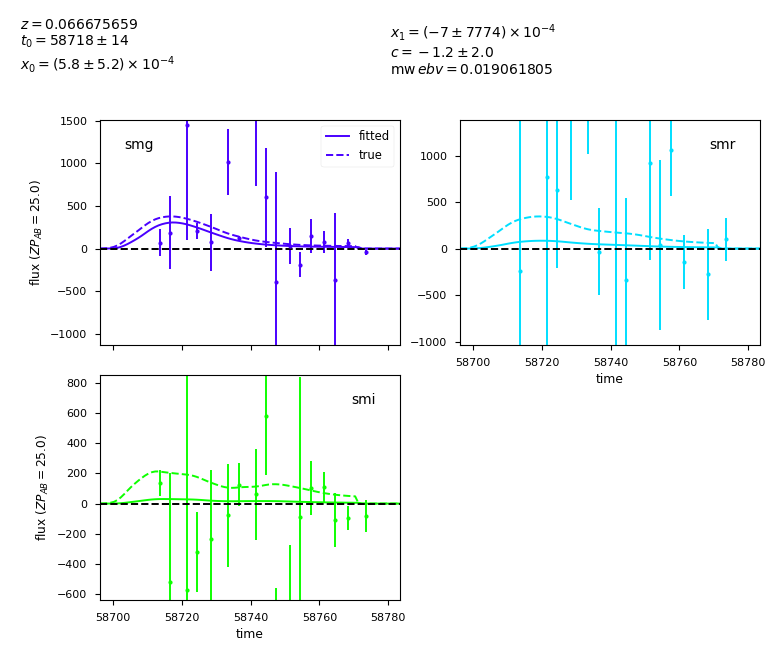 z = 0.066675659
t₀ = 58718 ± 14
x₀ = (5.8 ± 5.2) × 10⁻⁴
x₁ = (−7 ± 7774) × 10⁻⁴
c = −1.2 ± 2.0
mw ebv = 0.019061805
smg
fitted
true
flux (ZP_AB = 25.0)
1500
1000
500
0
−500
−1000
smr
1000
500
0
−500
−1000
58700 58720 58740 58760 58780
time
smi
flux (ZP_AB = 25.0)
800
600
400
200
0
−200
−400
−600
58700 58720 58740 58760 58780
time